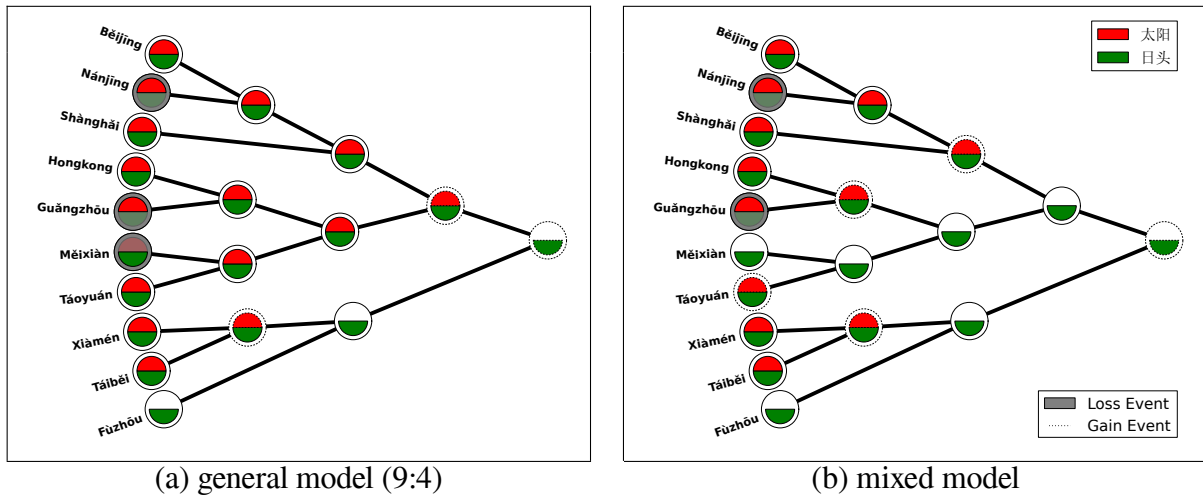 Běijīng
Nánjīng
Shànghǎi
Hongkong
Guǎngzhōu
Měixiàn
Táoyuán
Xiàmén
Táiběi
Fùzhōu
(a) general model (9:4)
Běijīng
Nánjīng
Shànghǎi
Hongkong
Guǎngzhōu
Měixiàn
Táoyuán
Xiàmén
Táiběi
Fùzhōu
太阳
日头
Loss Event
Gain Event
(b) mixed model